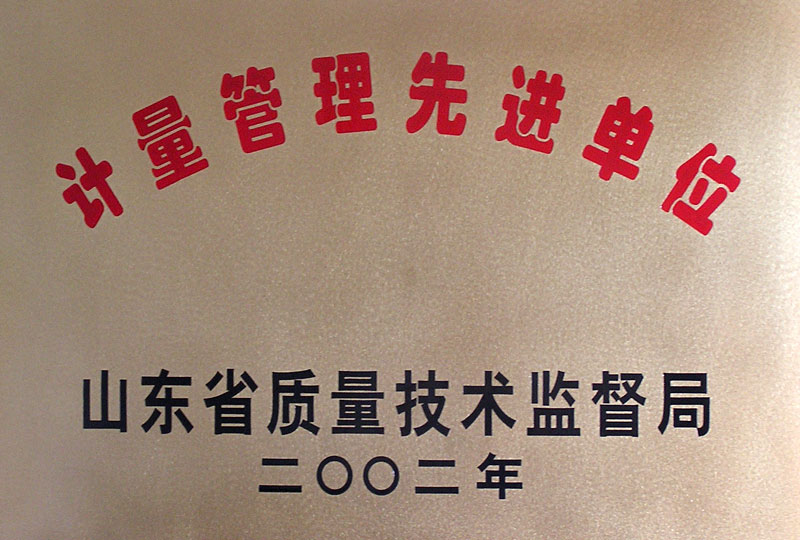 计量管理先进单位
山东省质量技术监督局
二〇〇二年